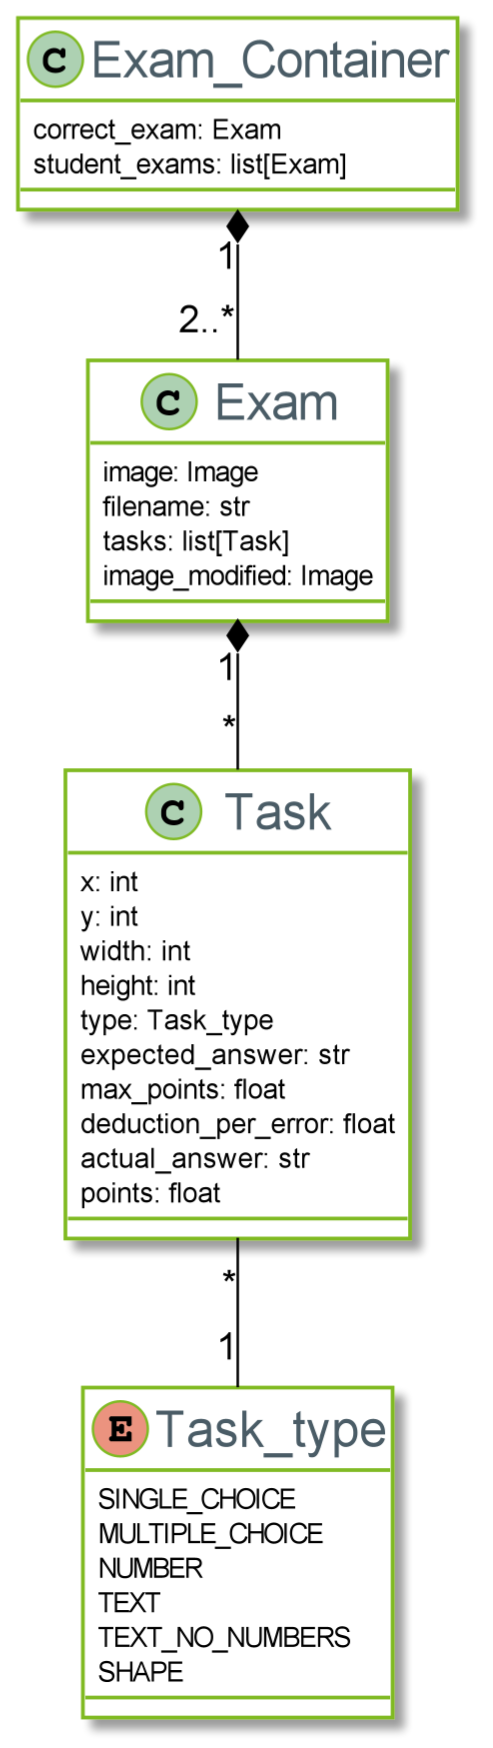 C Exam_Container
correct_exam: Exam
student_exams: list[Exam]
1
2..*
C Exam
image: Image
filename: str
tasks: list[Task]
image_modified: Image
1
*
C Task
x: int
y: int
width: int
height: int
type: Task_type
expected_answer: str
max_points: float
deduction_per_error: float
actual_answer: str
points: float
*
1
E Task_type
SINGLE_CHOICE
MULTIPLE_CHOICE
NUMBER
TEXT
TEXT_NO_NUMBERS
SHAPE